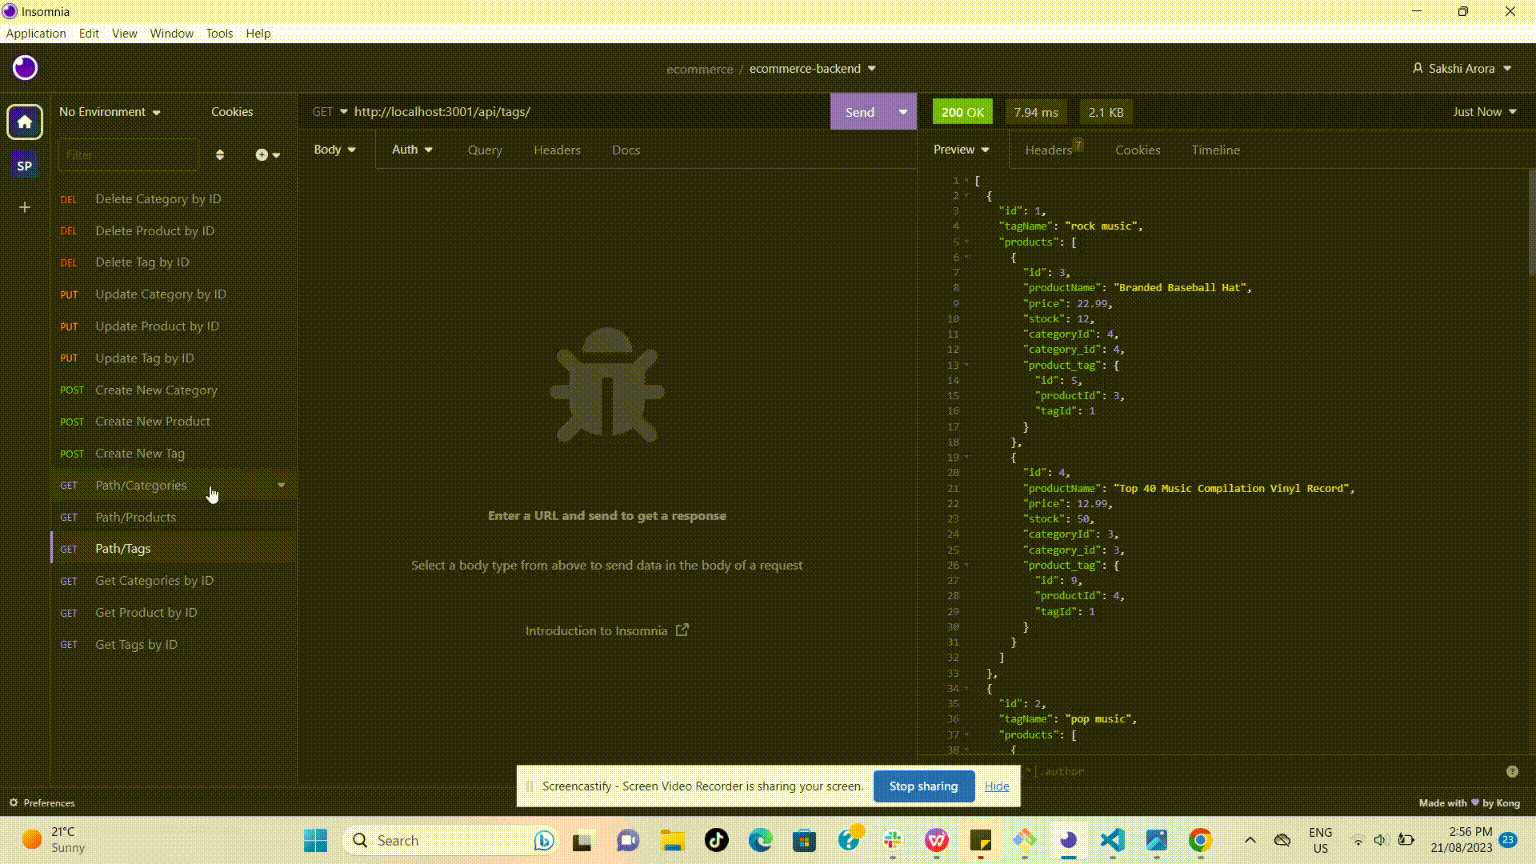 Insomnia
Application Edit View Window Tools Help
ecommerce / ecommerce-backend
Sakshi Arora
No Environment
Cookies
GET http://localhost:3001/api/tags/
Send
200 OK
7.94 ms
2.1 KB
Just Now
Filter
SP
Body
Auth
Query
Headers
Docs
Preview
Headers 7
Cookies
Timeline
DEL Delete Category by ID
DEL Delete Product by ID
DEL Delete Tag by ID
PUT Update Category by ID
PUT Update Product by ID
PUT Update Tag by ID
POST Create New Category
POST Create New Product
POST Create New Tag
GET Path/Categories
GET Path/Products
GET Path/Tags
GET Get Categories by ID
GET Get Product by ID
GET Get Tags by ID
Enter a URL and send to get a response
Select a body type from above to send data in the body of a request
Introduction to Insomnia
1 [
2 {
3 "id": 1,
4 "tagName": "rock music",
5 "products": [
6 {
7 "id": 3,
8 "productName": "Branded Baseball Hat",
9 "price": 22.99,
10 "stock": 12,
11 "categoryId": 4,
12 "category_id": 4,
13 "product_tag": {
14 "id": 5,
15 "productId": 3,
16 "tagId": 1
17 }
18 },
19 {
20 "id": 4,
21 "productName": "Top 40 Music Compilation Vinyl Record",
22 "price": 12.99,
23 "stock": 50,
24 "categoryId": 3,
25 "category_id": 3,
26 "product_tag": {
27 "id": 9,
28 "productId": 4,
29 "tagId": 1
30 }
31 }
32 ]
33 },
34 {
35 "id": 2,
36 "tagName": "pop music",
37 "products": [
38 {
*].author
Screencastify - Screen Video Recorder is sharing your screen.
Stop sharing
Hide
Preferences
Made with ♥ by Kong
21°C
Sunny
Search
ENG
US
2:56 PM
21/08/2023
23